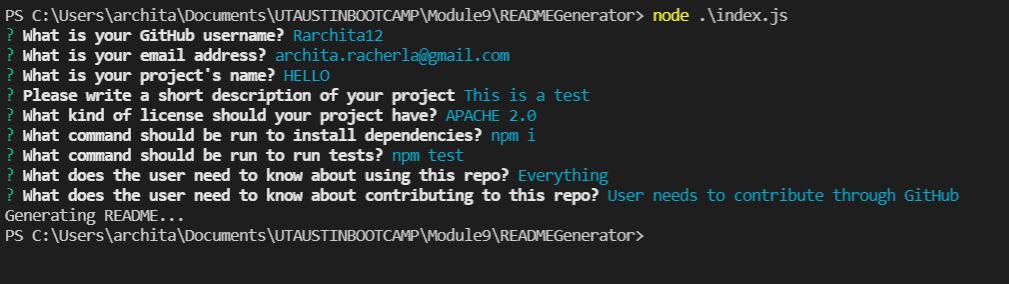 PS C:\Users\archita\Documents\UTAUSTINBOOTCAMP\Module9\READMEGenerator> node .\index.js
? What is your GitHub username? Rarchita12
? What is your email address? archita.racherla@gmail.com
? What is your project's name? HELLO
? Please write a short description of your project This is a test
? What kind of license should your project have? APACHE 2.0
? What command should be run to install dependencies? npm i
? What command should be run to run tests? npm test
? What does the user need to know about using this repo? Everything
? What does the user need to know about contributing to this repo? User needs to contribute through GitHub
Generating README...
PS C:\Users\archita\Documents\UTAUSTINBOOTCAMP\Module9\READMEGenerator>